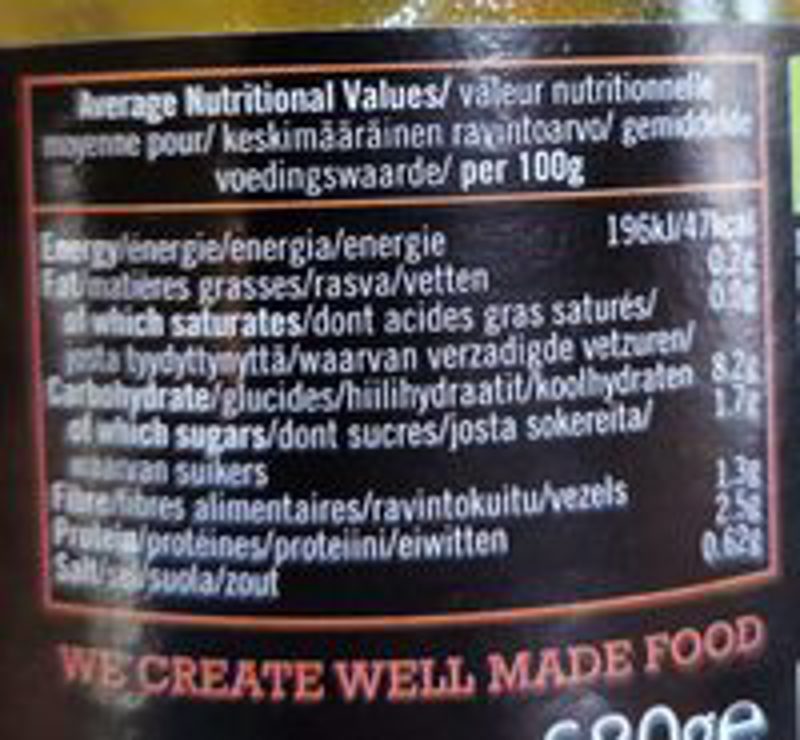 Average Nutritional Values/ valeur nutritionnelle
moyenne pour/ keskimääräinen ravintoarvo/ gemiddelde
voedingswaarde/ per 100g
Energy/énergie/energia/energie 196kJ/47kcal
Fat/matières grasses/rasva/vetten 0.2g
of which saturates/dont acides gras saturés/
josta tyydyttynyttä/waarvan verzadigde vetzuren/
Carbohydrate/glucides/hiilihydraatit/koolhydraten 8.2g
of which sugars/dont sucres/josta sokereita/ 1.7g
waarvan suikers
Fibre/fibres alimentaires/ravintokuitu/vezels 1.3g
Protein/protéines/proteiini/eiwitten 2.5g
Salt/sel/suola/zout 0.62g
WE CREATE WELL MADE FOOD
680ge